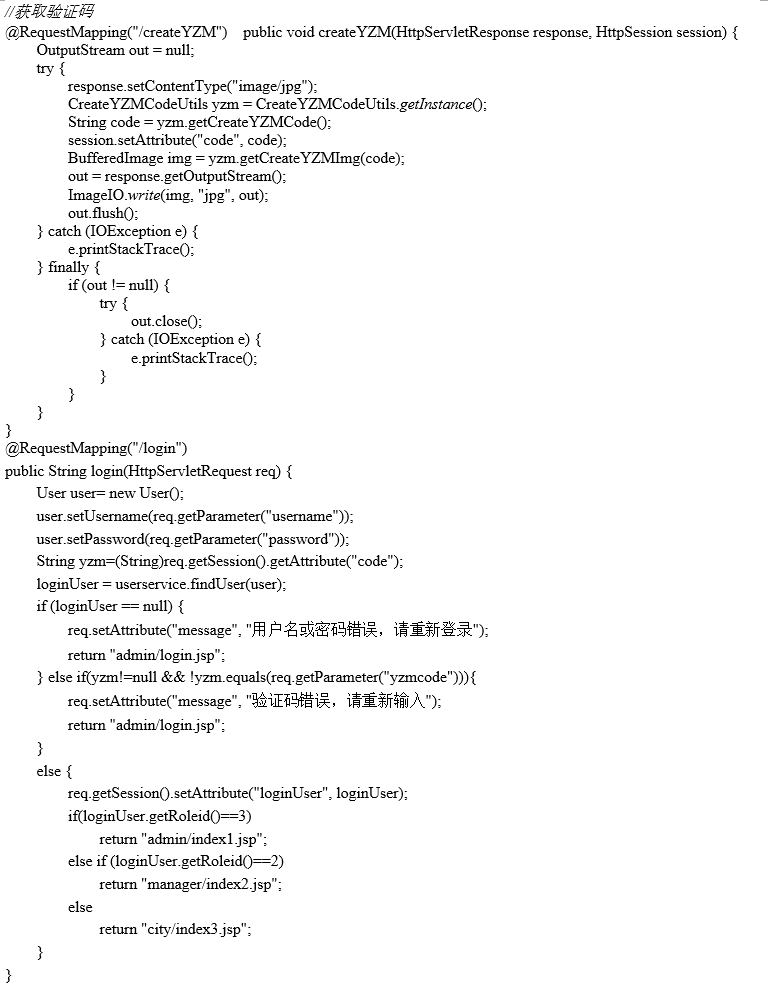 //获取验证码
@RequestMapping("/createYZM")    public void createYZM(HttpServletResponse response, HttpSession session) {
        OutputStream out = null;
        try {
                response.setContentType("image/jpg");
                CreateYZMCodeUtils yzm = CreateYZMCodeUtils.getInstance();
                String code = yzm.getCreateYZMCode();
                session.setAttribute("code", code);
                BufferedImage img = yzm.getCreateYZMImg(code);
                out = response.getOutputStream();
                ImageIO.write(img, "jpg", out);
                out.flush();
        } catch (IOException e) {
                e.printStackTrace();
        } finally {
                if (out != null) {
                        try {
                                out.close();
                        } catch (IOException e) {
                                e.printStackTrace();
                        }
                }
        }
}
@RequestMapping("/login")
public String login(HttpServletRequest req) {
        User user= new User();
        user.setUsername(req.getParameter("username"));
        user.setPassword(req.getParameter("password"));
        String yzm=(String)req.getSession().getAttribute("code");
        loginUser = userservice.findUser(user);
        if (loginUser == null) {
                req.setAttribute("message", "用户名或密码错误，请重新登录");
                return "admin/login.jsp";
        } else if(yzm!=null && !yzm.equals(req.getParameter("yzmcode"))){
                req.setAttribute("message", "验证码错误，请重新输入");
                return "admin/login.jsp";
        }
        else {
                req.getSession().setAttribute("loginUser", loginUser);
                if(loginUser.getRoleid()==3)
                        return "admin/index1.jsp";
                else if (loginUser.getRoleid()==2)
                        return "manager/index2.jsp";
                else
                        return "city/index3.jsp";
        }
}